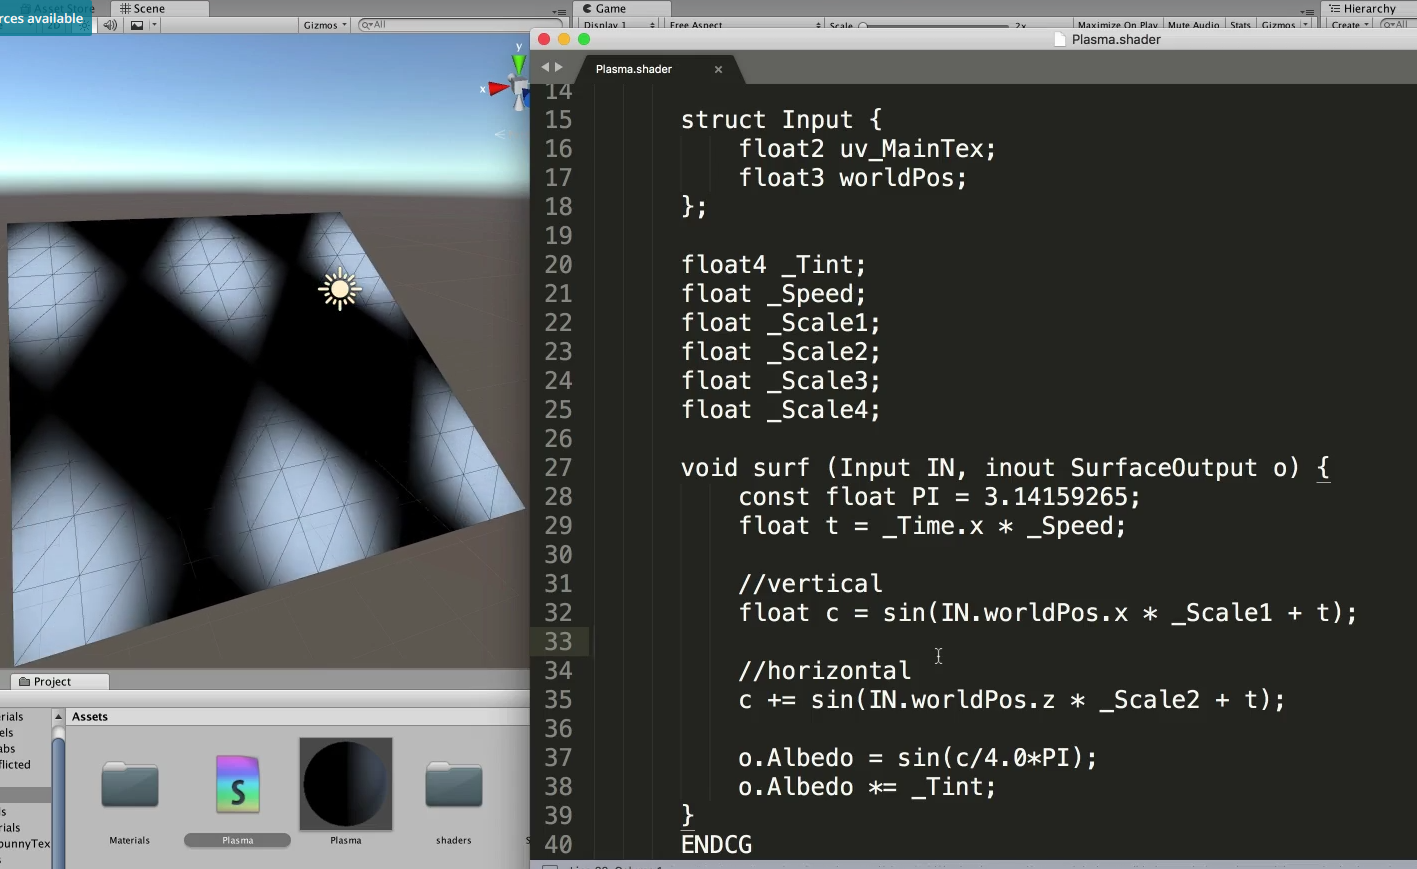 rces available
Asset Store
Scene
2D
Gizmos
All
Game
Display 1
Free Aspect
Scale
2x
Maximize On Play
Mute Audio
Stats
Gizmos
Hierarchy
Create
All
y
x
Plasma.shader
Plasma.shader
14
15 struct Input {
16 float2 uv_MainTex;
17 float3 worldPos;
18 };
19
20 float4 _Tint;
21 float _Speed;
22 float _Scale1;
23 float _Scale2;
24 float _Scale3;
25 float _Scale4;
26
27 void surf (Input IN, inout SurfaceOutput o) {
28 const float PI = 3.14159265;
29 float t = _Time.x * _Speed;
30
31 //vertical
32 float c = sin(IN.worldPos.x * _Scale1 + t);
33
34 //horizontal
35 c += sin(IN.worldPos.z * _Scale2 + t);
36
37 o.Albedo = sin(c/4.0*PI);
38 o.Albedo *= _Tint;
39 }
40 ENDCG
Project
Assets
rials
els
abs
flicted
s
rials
bunnyTex
Materials
Plasma
Plasma
shaders